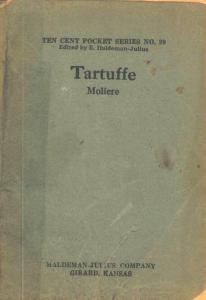 TEN CENT POCKET SERIES NO. 99
Edited by E. Haldeman-Julius
Tartuffe
Moliere
HALDEMAN-JULIUS COMPANY
GIRARD, KANSAS